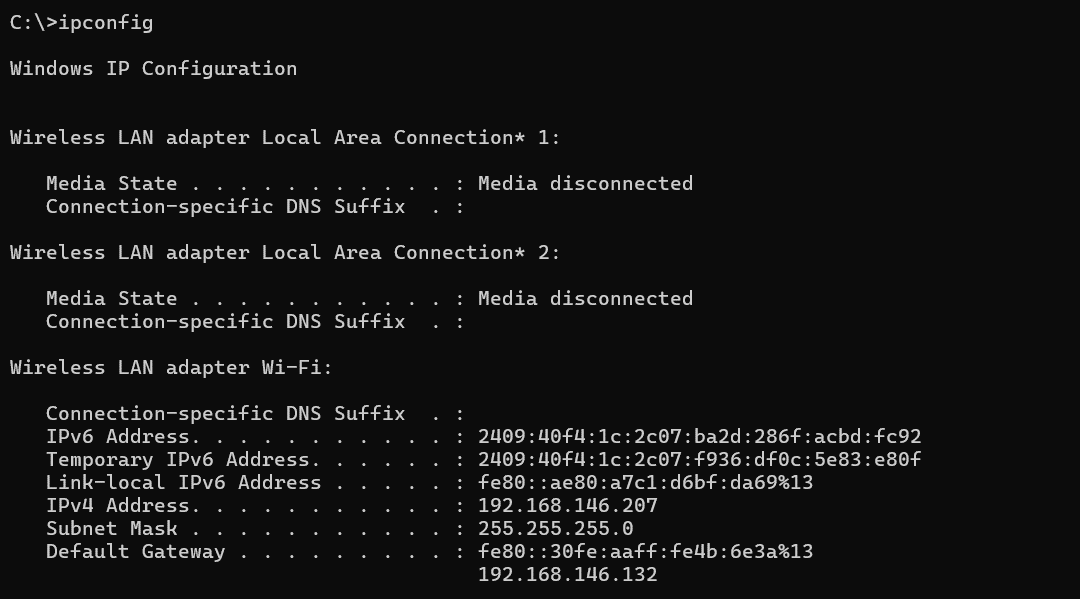 C:\>ipconfig

Windows IP Configuration


Wireless LAN adapter Local Area Connection* 1:

   Media State . . . . . . . . . . . : Media disconnected
   Connection-specific DNS Suffix  . :

Wireless LAN adapter Local Area Connection* 2:

   Media State . . . . . . . . . . . : Media disconnected
   Connection-specific DNS Suffix  . :

Wireless LAN adapter Wi-Fi:

   Connection-specific DNS Suffix  . :
   IPv6 Address. . . . . . . . . . . : 2409:40f4:1c:2c07:ba2d:286f:acbd:fc92
   Temporary IPv6 Address. . . . . . : 2409:40f4:1c:2c07:f936:df0c:5e83:e80f
   Link-local IPv6 Address . . . . . : fe80::ae80:a7c1:d6bf:da69%13
   IPv4 Address. . . . . . . . . . . : 192.168.146.207
   Subnet Mask . . . . . . . . . . . : 255.255.255.0
   Default Gateway . . . . . . . . . : fe80::30fe:aaff:fe4b:6e3a%13
                                       192.168.146.132